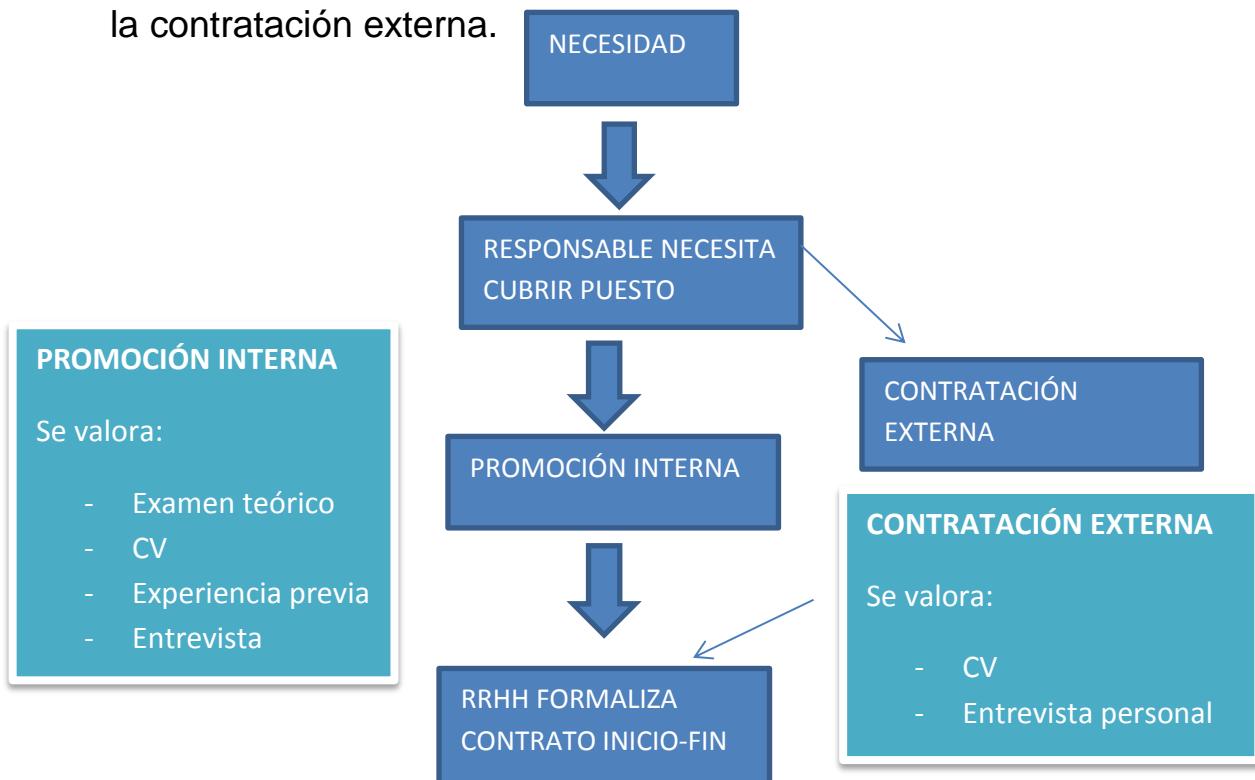 la contratación externa.
NECESIDAD
RESPONSABLE NECESITA
CUBRIR PUESTO
PROMOCIÓN INTERNA
Se valora:
- Examen teórico
- CV
- Experiencia previa
- Entrevista
CONTRATACIÓN
EXTERNA
PROMOCIÓN INTERNA
CONTRATACIÓN EXTERNA
Se valora:
- CV
- Entrevista personal
RRHH FORMALIZA
CONTRATO INICIO-FIN